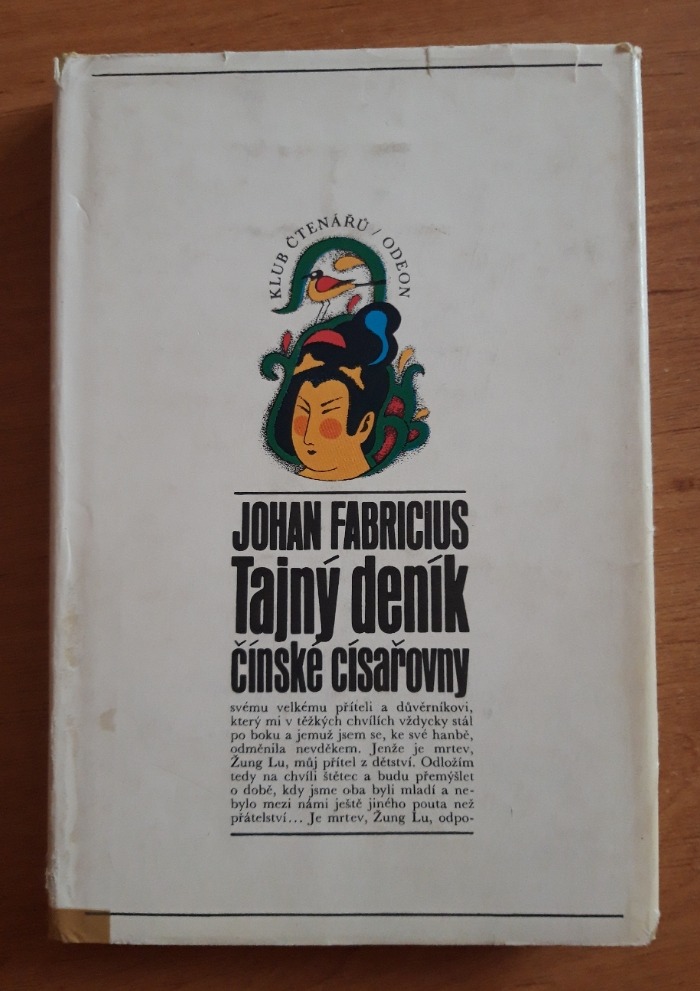 KLUB ČTENÁŘŮ / ODEON
JOHAN FABRICIUS
Tajný deník
čínské císařovny
svému velkému příteli a důvěrníkovi,
který mi v těžkých chvílích vždycky stál
po boku a jemuž jsem se, ke své hanbě,
odměnila nevděkem. Jenže je mrtev,
Žung Lu, můj přítel z dětství. Odložím
tedy na chvíli štětec a budu přemýšlet
o době, kdy jsme oba byli mladí a ne-
bylo mezi námi ještě jiného pouta než
přátelství... Je mrtev, Žung Lu, odpo-